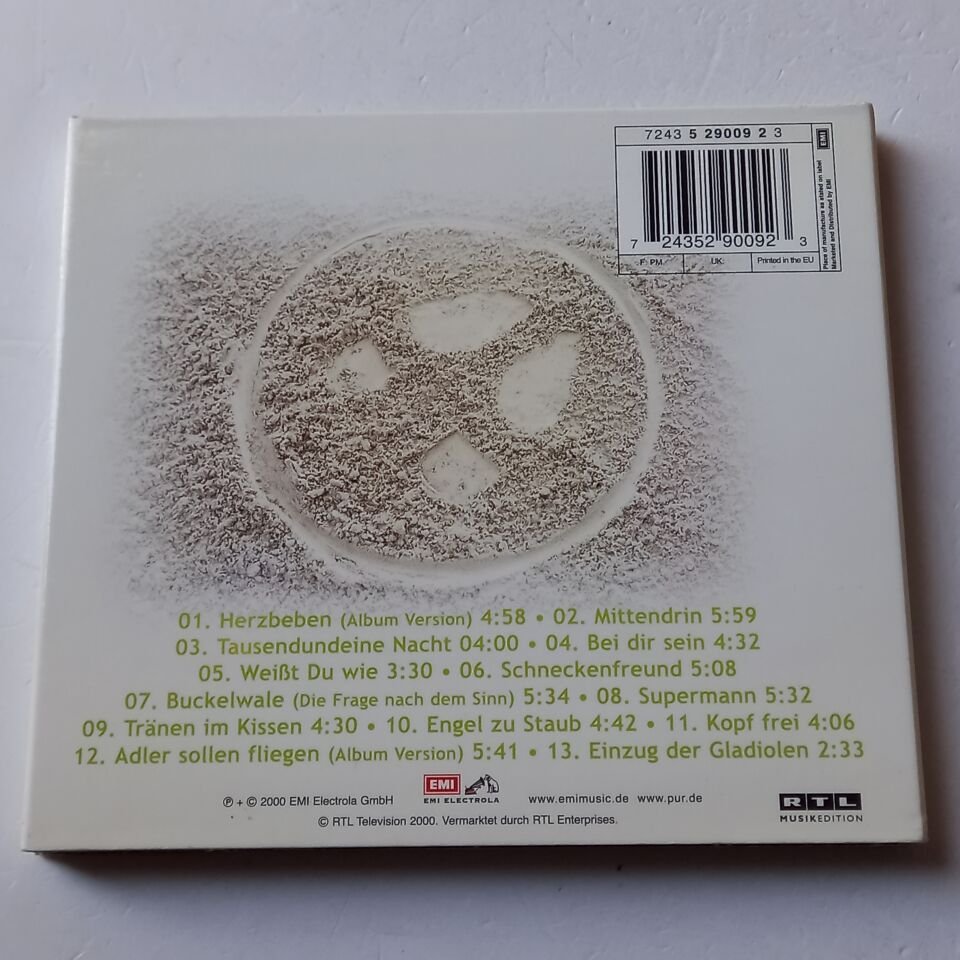 7243 5 29009 2 3
EMI
7 24352 90092 3
F: PM
UK:
Printed in the EU
Place of manufacture as stated on label
Marketed and Distributed by EMI
01. Herzbeben (Album Version) 4:58 • 02. Mittendrin 5:59
03. Tausendundeine Nacht 04:00 • 04. Bei dir sein 4:32
05. Weißt Du wie 3:30 • 06. Schneckenfreund 5:08
07. Buckelwale (Die Frage nach dem Sinn) 5:34 • 08. Supermann 5:32
09. Tränen im Kissen 4:30 • 10. Engel zu Staub 4:42 • 11. Kopf frei 4:06
12. Adler sollen fliegen (Album Version) 5:41 • 13. Einzug der Gladiolen 2:33
℗ + © 2000 EMI Electrola GmbH
EMI
EMI ELECTROLA
www.emimusic.de www.pur.de
© RTL Television 2000. Vermarktet durch RTL Enterprises.
RTL
MUSIKEDITION